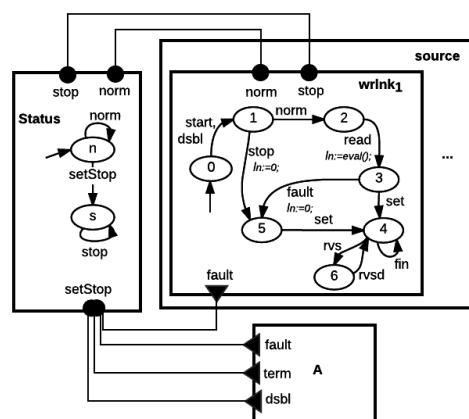 source
stop norm
norm stop
wrlnk1
Status
norm
n
setStop
s
stop
setStop
start,
dsbl
0
1
norm
2
read
ln:=eval();
stop
ln:=0;
3
fault
ln:=0;
set
5
set
4
rvs
6
rvsd
fin
...
fault
fault
term
dsbl
A